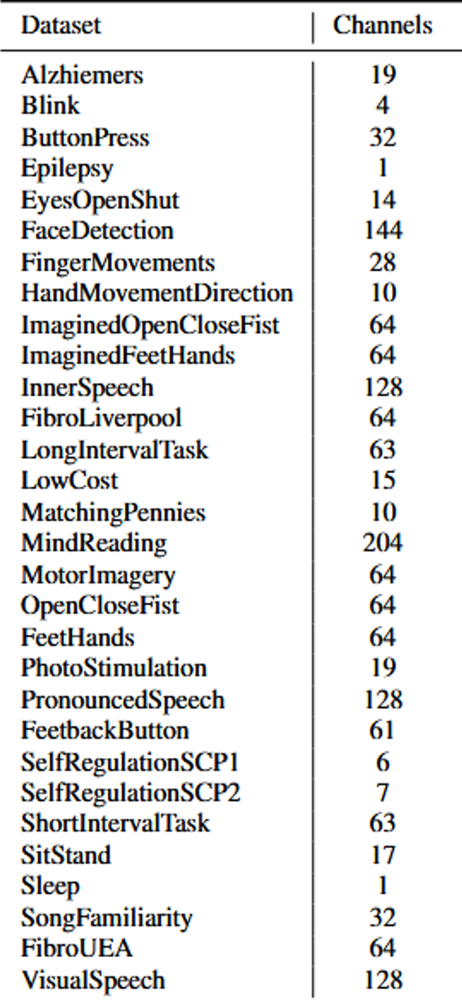 Dataset Channels
Alzhiemers 19
Blink 4
ButtonPress 32
Epilepsy 1
EyesOpenShut 14
FaceDetection 144
FingerMovements 28
HandMovementDirection 10
ImaginedOpenCloseFist 64
ImaginedFeetHands 64
InnerSpeech 128
FibroLiverpool 64
LongIntervalTask 63
LowCost 15
MatchingPennies 10
MindReading 204
MotorImagery 64
OpenCloseFist 64
FeetHands 64
PhotoStimulation 19
PronouncedSpeech 128
FeetbackButton 61
SelfRegulationSCP1 6
SelfRegulationSCP2 7
ShortIntervalTask 63
SitStand 17
Sleep 1
SongFamiliarity 32
FibroUEA 64
VisualSpeech 128